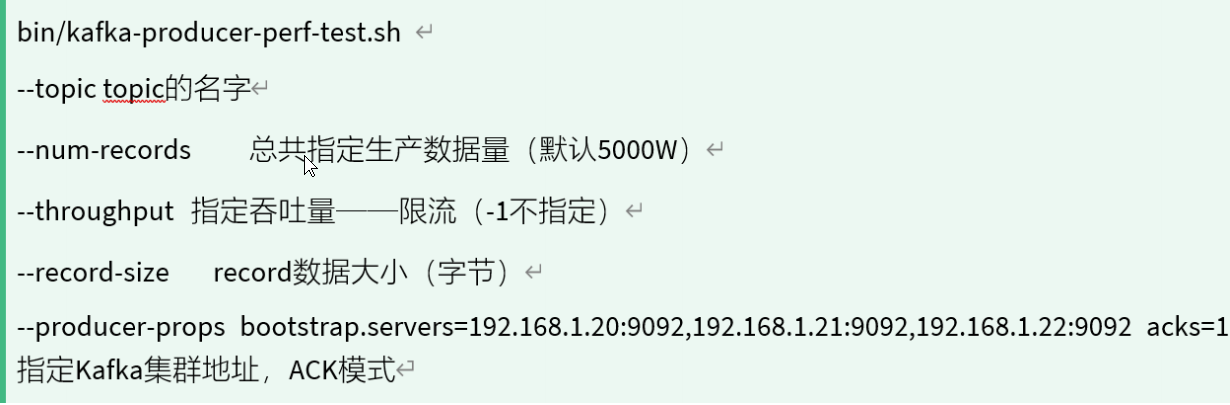 bin/kafka-producer-perf-test.sh ↵
--topic topic的名字↵
--num-records 总共指定生产数据量（默认5000W）↵
--throughput 指定吞吐量——限流（-1不指定）↵
--record-size record数据大小（字节）↵
--producer-props bootstrap.servers=192.168.1.20:9092,192.168.1.21:9092,192.168.1.22:9092 acks=1
指定Kafka集群地址，ACK模式↵